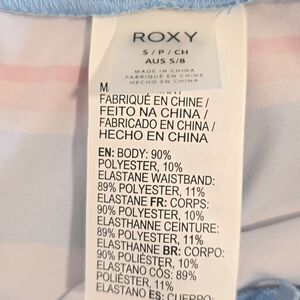 ROXY
S / P / CH
AUS S/8
MADE IN CHINA
FABRIQUÉ EN CHINE
HECHO EN CHINA
FABRIQUÉ EN CHINE /
FEITO NA CHINA /
FABRICADO EN CHINA /
HECHO EN CHINA
EN: BODY: 90%
POLYESTER, 10%
ELASTANE WAISTBAND:
89% POLYESTER, 11%
ELASTANE FR: CORPS:
90% POLYESTER, 10%
ELASTHANNE CEINTURE:
89% POLYESTER, 11%
ELASTHANNE BR: CORPO:
90% POLIÉSTER, 10%
ELASTANO CÓS: 89%
POLIÉSTER, 11%
ELASTANO ES: CUERPO: